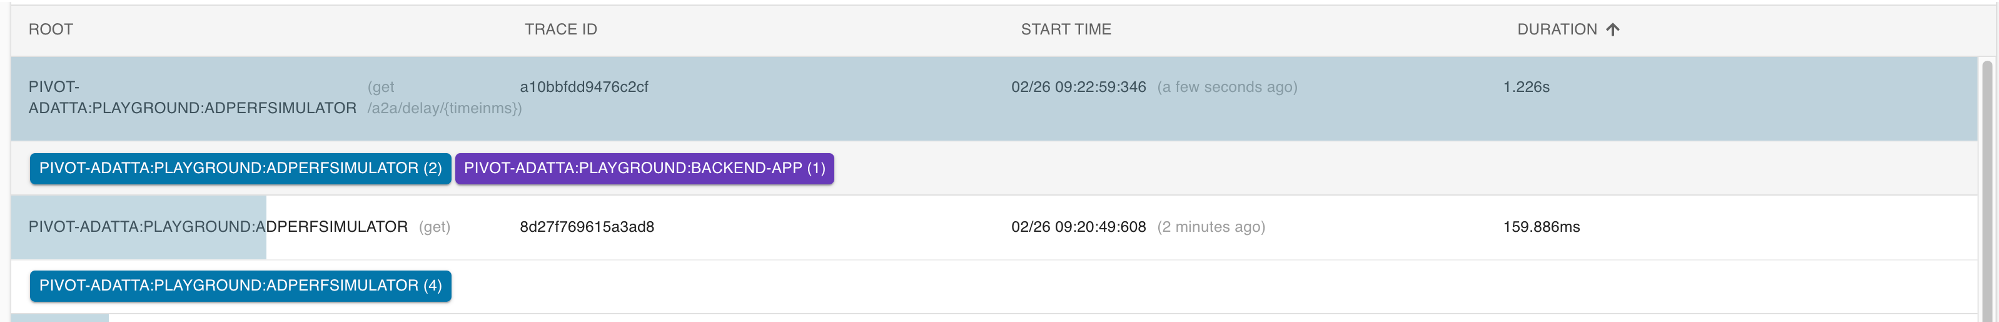 ROOT TRACE ID START TIME DURATION
PIVOT- (get a10bbfdd9476c2cf 02/26 09:22:59:346 (a few seconds ago) 1.226s
ADATTA:PLAYGROUND:ADPERFSIMULATOR /a2a/delay/{timeinms})
PIVOT-ADATTA:PLAYGROUND:ADPERFSIMULATOR (2) PIVOT-ADATTA:PLAYGROUND:BACKEND-APP (1)
PIVOT-ADATTA:PLAYGROUND:ADPERFSIMULATOR (get) 8d27f769615a3ad8 02/26 09:20:49:608 (2 minutes ago) 159.886ms
PIVOT-ADATTA:PLAYGROUND:ADPERFSIMULATOR (4)